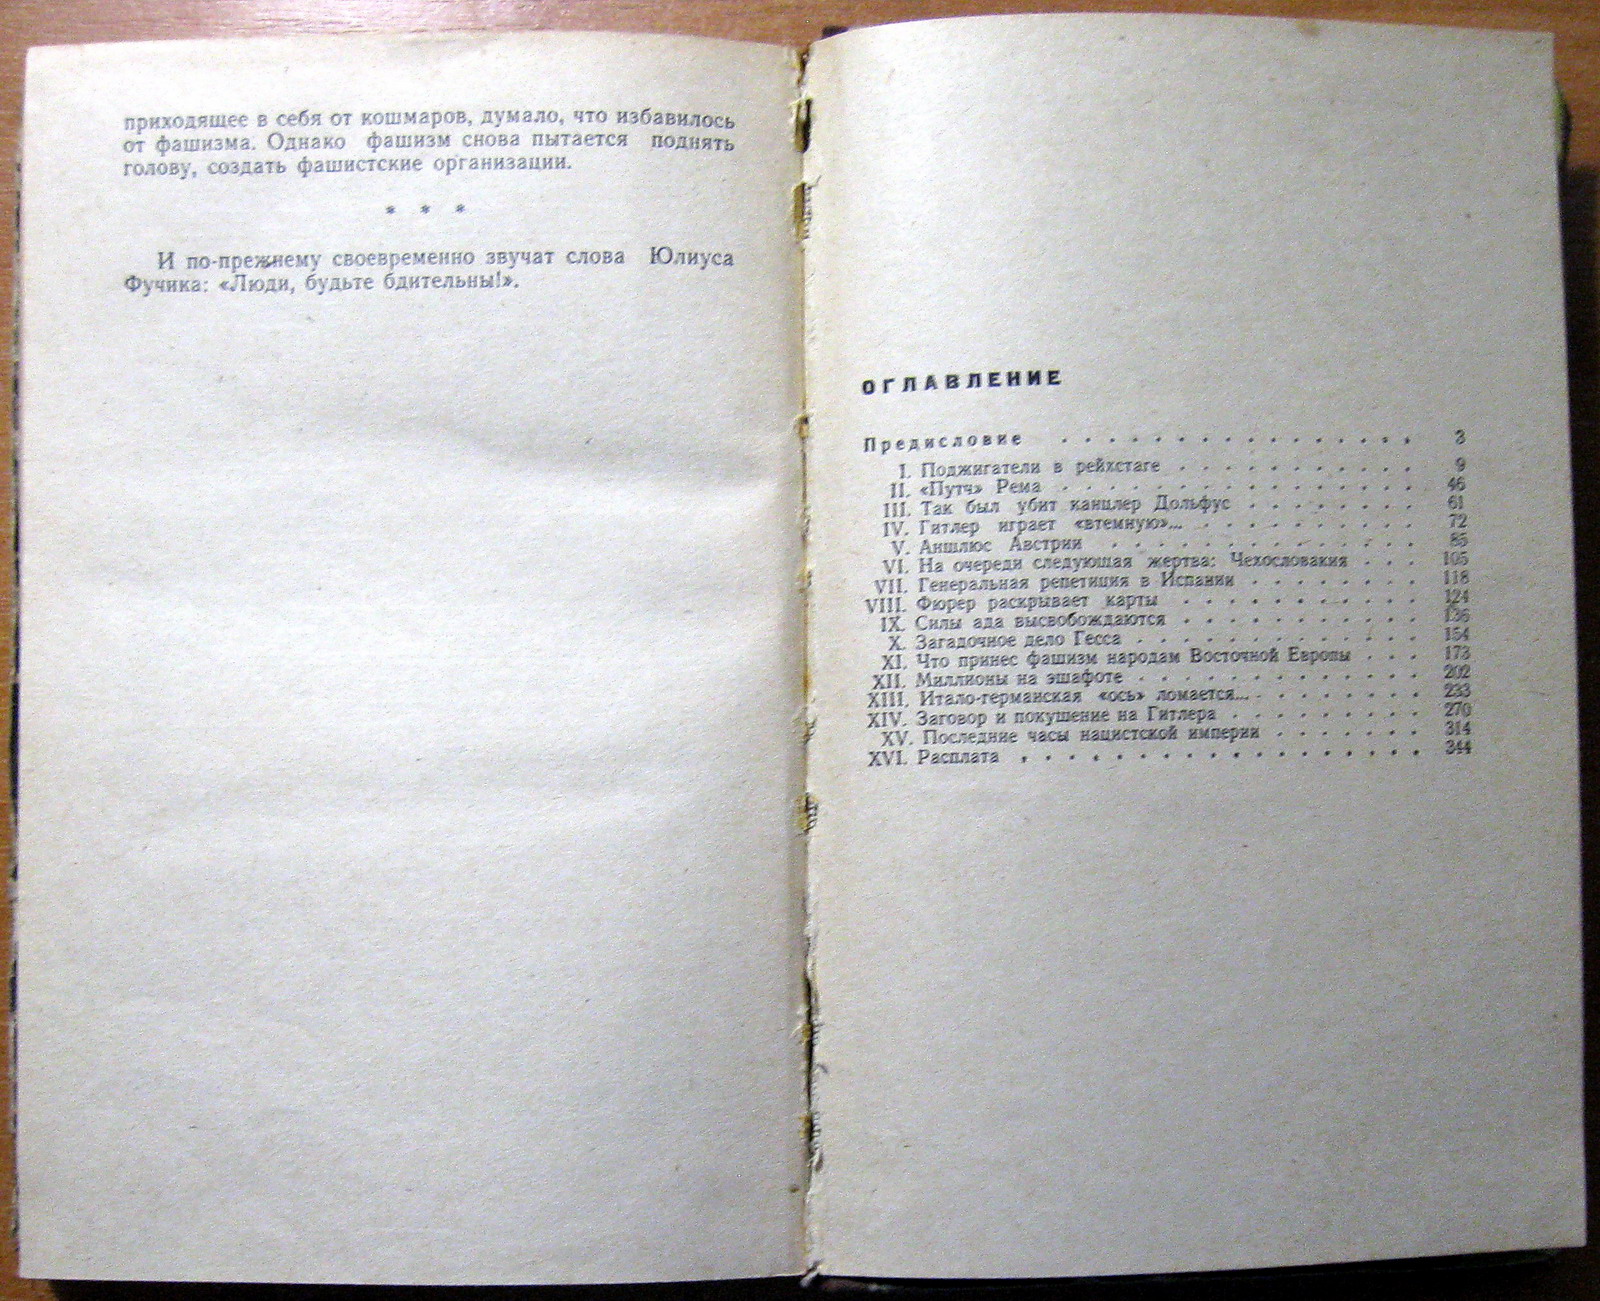 приходящее в себя от кошмаров, думало, что избавилось
от фашизма. Однако фашизм снова пытается поднять
голову, создать фашистские организации.
* * *
И по-прежнему своевременно звучат слова Юлиуса
Фучика: «Люди, будьте бдительны!».
ОГЛАВЛЕНИЕ
Предисловие . . . . . . . . . . . . . . . . 3
I. Поджигатели в рейхстаге . . . . . . . . . . . 9
II. «Путч» Рема . . . . . . . . . . . . . . . . 46
III. Так был убит канцлер Дольфус . . . . . . . . 61
IV. Гитлер играет «втемную»... . . . . . . . . . . 72
V. Аншлюс Австрии . . . . . . . . . . . . . . 85
VI. На очереди следующая жертва: Чехословакия . . . 105
VII. Генеральная репетиция в Испании . . . . . . . . 118
VIII. Фюрер раскрывает карты . . . . . . . . . . . 124
IX. Силы ада высвобождаются . . . . . . . . . . . 136
X. Загадочное дело Гесса . . . . . . . . . . . . . 154
XI. Что принес фашизм народам Восточной Европы . . . 173
XII. Миллионы на эшафоте . . . . . . . . . . . . . 202
XIII. Итало-германская «ось» ломается... . . . . . . . . 233
XIV. Заговор и покушение на Гитлера . . . . . . . . . 270
XV. Последние часы нацистской империи . . . . . . . 314
XVI. Расплата . . . . . . . . . . . . . . . . . . 344